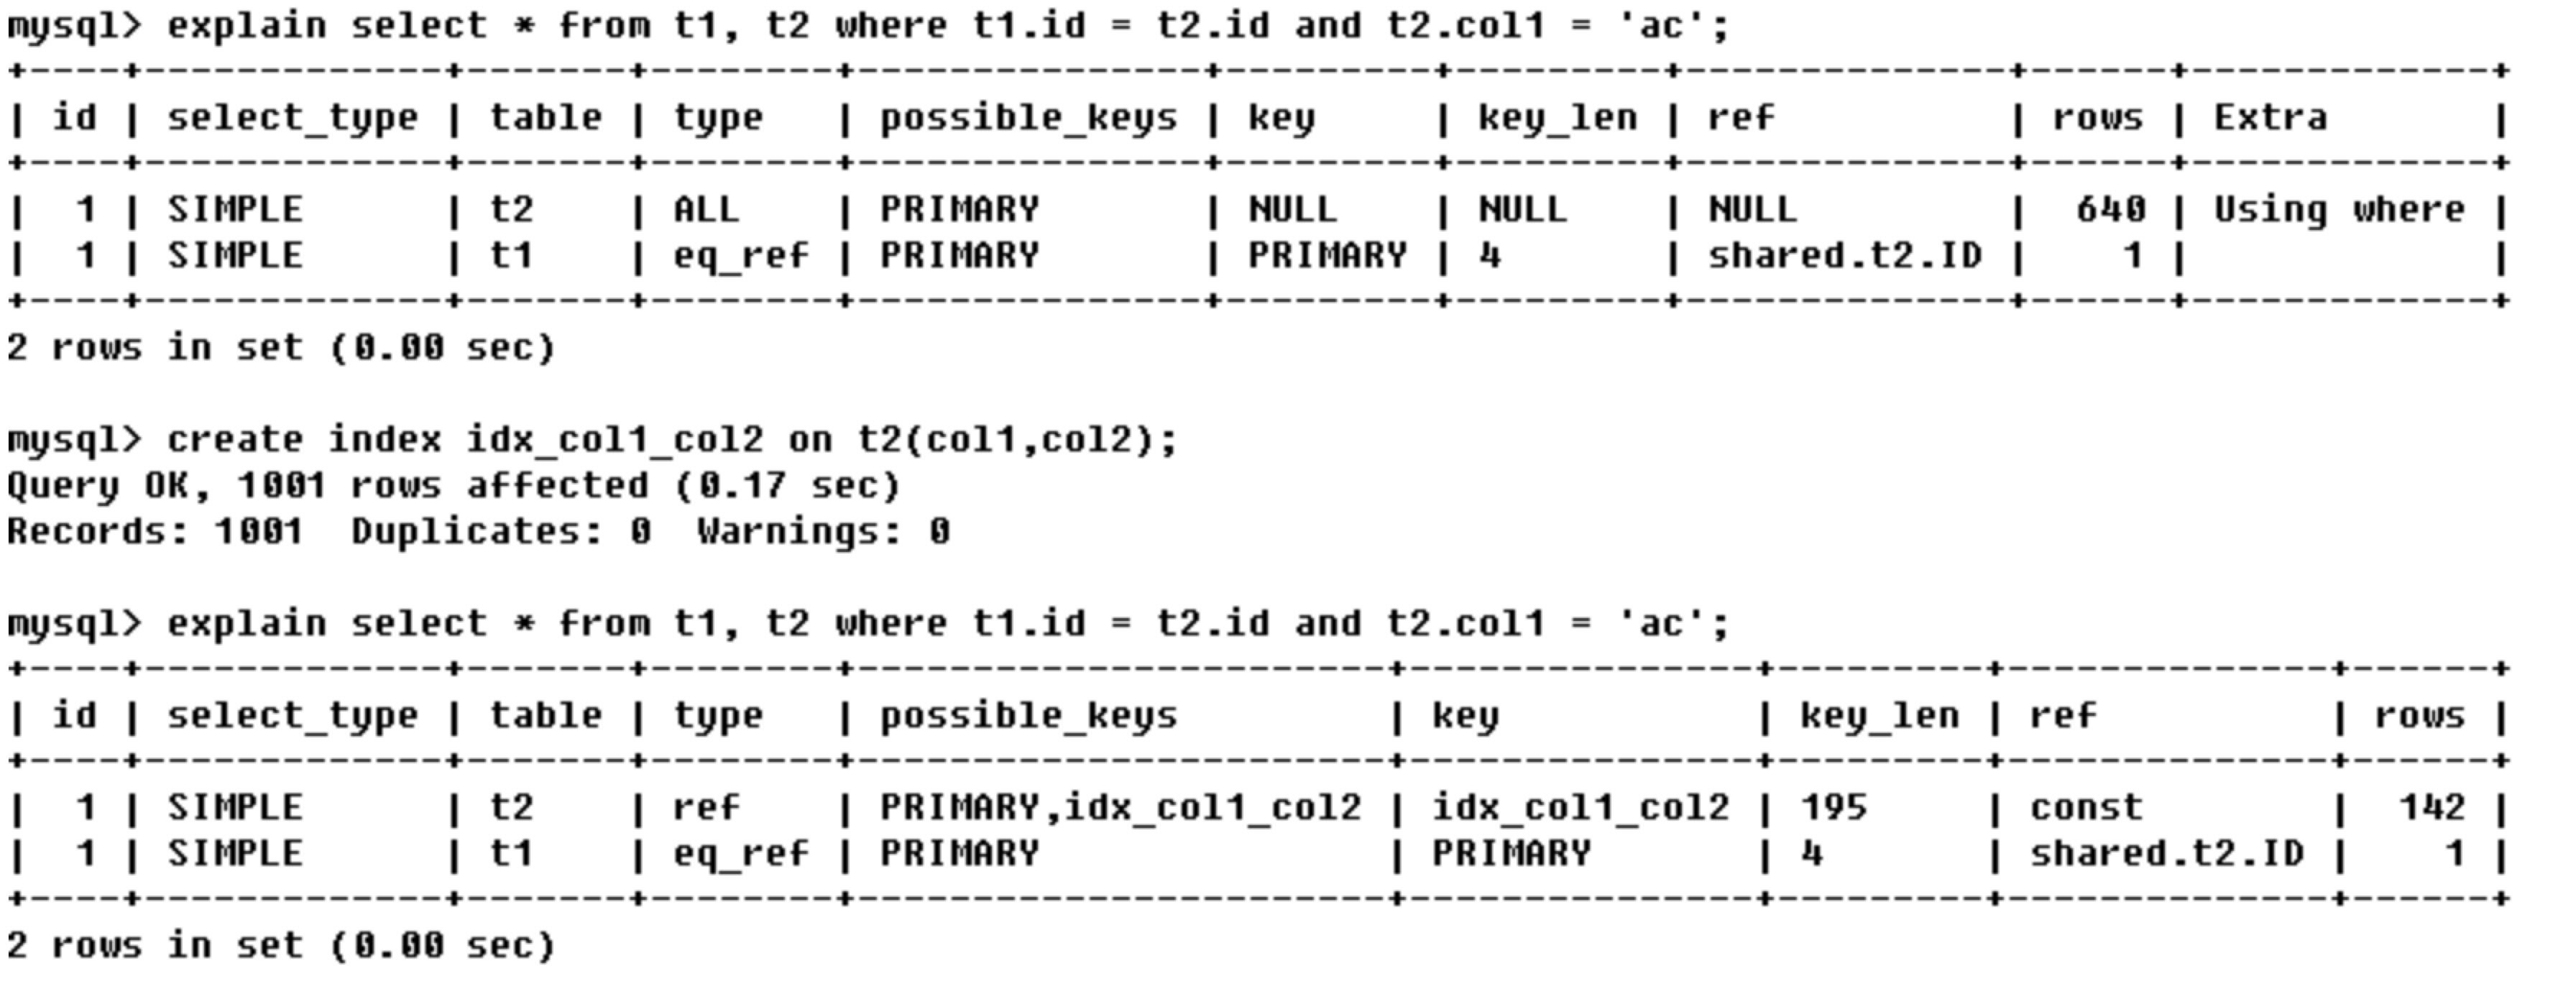 mysql> explain select * from t1, t2 where t1.id = t2.id and t2.col1 = 'ac';
+----+-------------+-------+--------+---------------+---------+---------+--------------+------+-------------+
| id | select_type | table | type   | possible_keys | key     | key_len | ref          | rows | Extra       |
+----+-------------+-------+--------+---------------+---------+---------+--------------+------+-------------+
|  1 | SIMPLE      | t2    | ALL    | PRIMARY       | NULL    | NULL    | NULL         |  640 | Using where |
|  1 | SIMPLE      | t1    | eq_ref | PRIMARY       | PRIMARY | 4       | shared.t2.ID |    1 |             |
+----+-------------+-------+--------+---------------+---------+---------+--------------+------+-------------+
2 rows in set (0.00 sec)
mysql> create index idx_col1_col2 on t2(col1,col2);
Query OK, 1001 rows affected (0.17 sec)
Records: 1001  Duplicates: 0  Warnings: 0
mysql> explain select * from t1, t2 where t1.id = t2.id and t2.col1 = 'ac';
+----+-------------+-------+--------+-----------------------+---------------+---------+--------------+------+
| id | select_type | table | type   | possible_keys         | key           | key_len | ref          | rows |
+----+-------------+-------+--------+-----------------------+---------------+---------+--------------+------+
|  1 | SIMPLE      | t2    | ref    | PRIMARY,idx_col1_col2 | idx_col1_col2 | 195     | const        |  142 |
|  1 | SIMPLE      | t1    | eq_ref | PRIMARY               | PRIMARY       | 4       | shared.t2.ID |    1 |
+----+-------------+-------+--------+-----------------------+---------------+---------+--------------+------+
2 rows in set (0.00 sec)